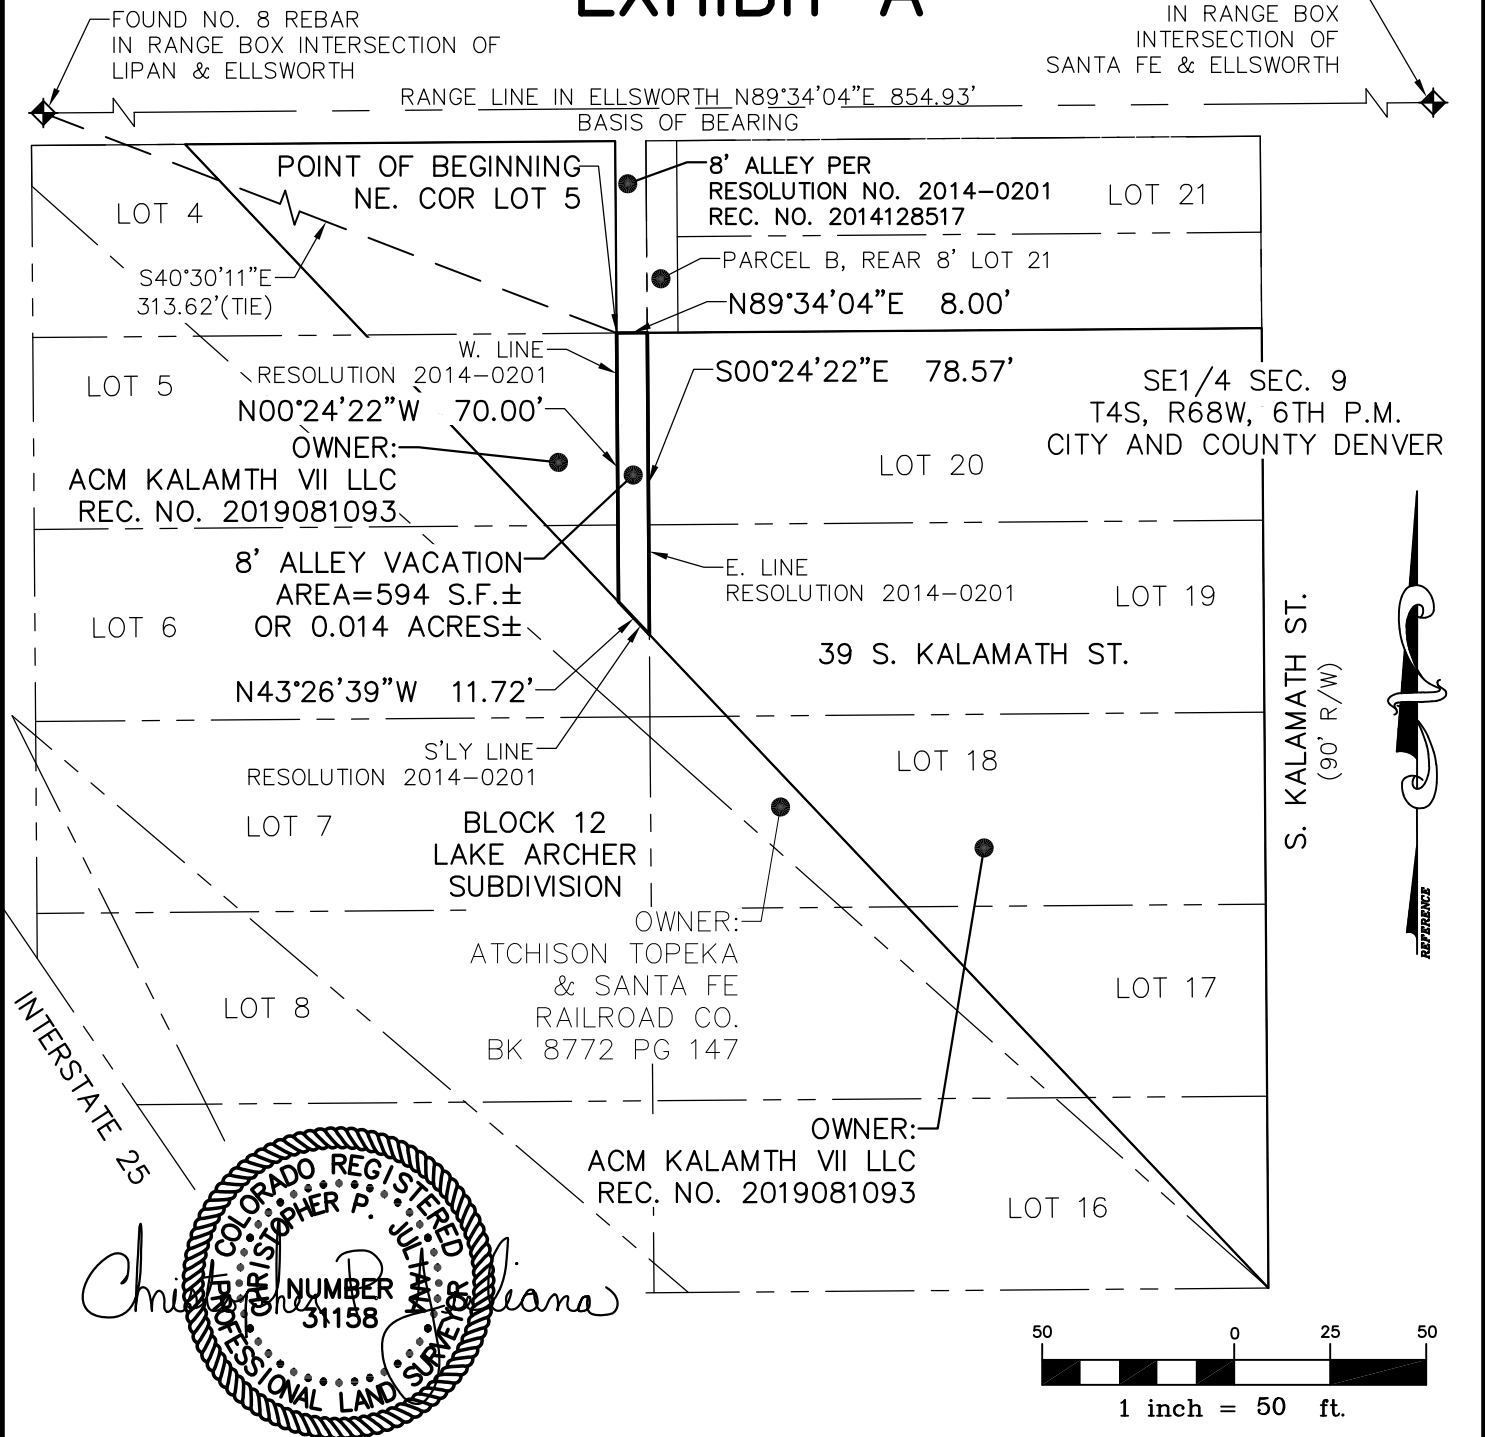 EXHIBIT "A"
FOUND NO. 8 REBAR
IN RANGE BOX INTERSECTION OF
LIPAN & ELLSWORTH
IN RANGE BOX
INTERSECTION OF
SANTA FE & ELLSWORTH
RANGE LINE IN ELLSWORTH N89°34'04"E 854.93'
BASIS OF BEARING
POINT OF BEGINNING
NE. COR LOT 5
8' ALLEY PER
RESOLUTION NO. 2014-0201
REC. NO. 2014128517
LOT 21
LOT 4
PARCEL B, REAR 8' LOT 21
S40°30'11"E
313.62'(TIE)
N89°34'04"E 8.00'
W. LINE
RESOLUTION 2014-0201
LOT 5
S00°24'22"E 78.57'
SE1/4 SEC. 9
T4S, R68W, 6TH P.M.
CITY AND COUNTY DENVER
N00°24'22"W 70.00'
OWNER:
ACM KALAMTH VII LLC
REC. NO. 2019081093
LOT 20
8' ALLEY VACATION
AREA=594 S.F.±
OR 0.014 ACRES±
E. LINE
RESOLUTION 2014-0201
LOT 19
LOT 6
39 S. KALAMATH ST.
S. KALAMATH ST.
(90' R/W)
N43°26'39"W 11.72'
S'LY LINE
RESOLUTION 2014-0201
LOT 18
LOT 7
BLOCK 12
LAKE ARCHER
SUBDIVISION
REFERENCE
OWNER:
ATCHISON TOPEKA
& SANTA FE
RAILROAD CO.
BK 8772 PG 147
LOT 17
LOT 8
INTERSTATE 25
OWNER:
ACM KALAMTH VII LLC
REC. NO. 2019081093
LOT 16
COLORADO REGISTERED
CHRISTOPHER P. JULIANA
NUMBER
31158
PROFESSIONAL LAND SURVEYOR
Christopher P Juliana
50 0 25 50
1 inch = 50 ft.